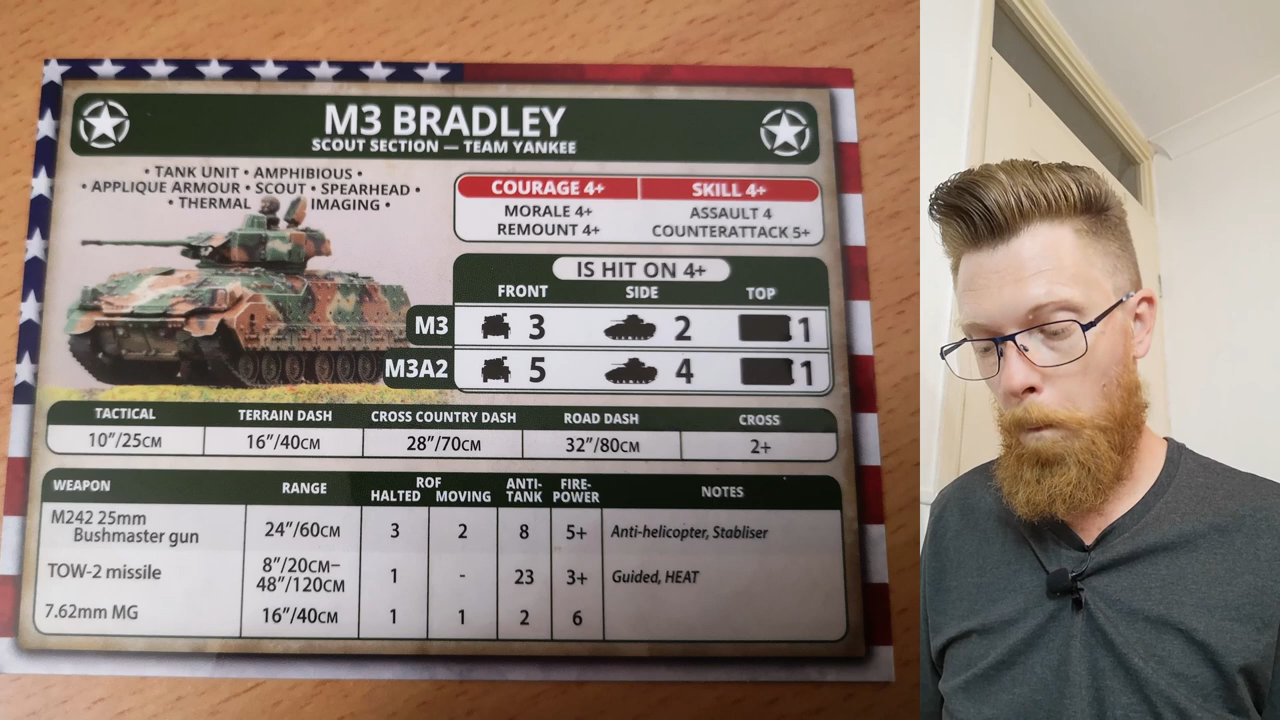 M3 BRADLEY
SCOUT SECTION — TEAM YANKEE
• TANK UNIT • AMPHIBIOUS •
• APPLIQUE ARMOUR • SCOUT • SPEARHEAD •
• THERMAL IMAGING •
COURAGE 4+ SKILL 4+
MORALE 4+ ASSAULT 4
REMOUNT 4+ COUNTERATTACK 5+
IS HIT ON 4+
FRONT SIDE TOP
M3 3 2 1
M3A2 5 4 1
TACTICAL TERRAIN DASH CROSS COUNTRY DASH ROAD DASH CROSS
10"/25CM 16"/40CM 28"/70CM 32"/80CM 2+
WEAPON RANGE ROF ANTI- FIRE- NOTES
HALTED MOVING TANK POWER
M242 25mm
Bushmaster gun 24"/60CM 3 2 8 5+ Anti-helicopter, Stabliser
TOW-2 missile 8"/20CM– 1 - 23 3+ Guided, HEAT
48"/120CM
7.62mm MG 16"/40CM 1 1 2 6